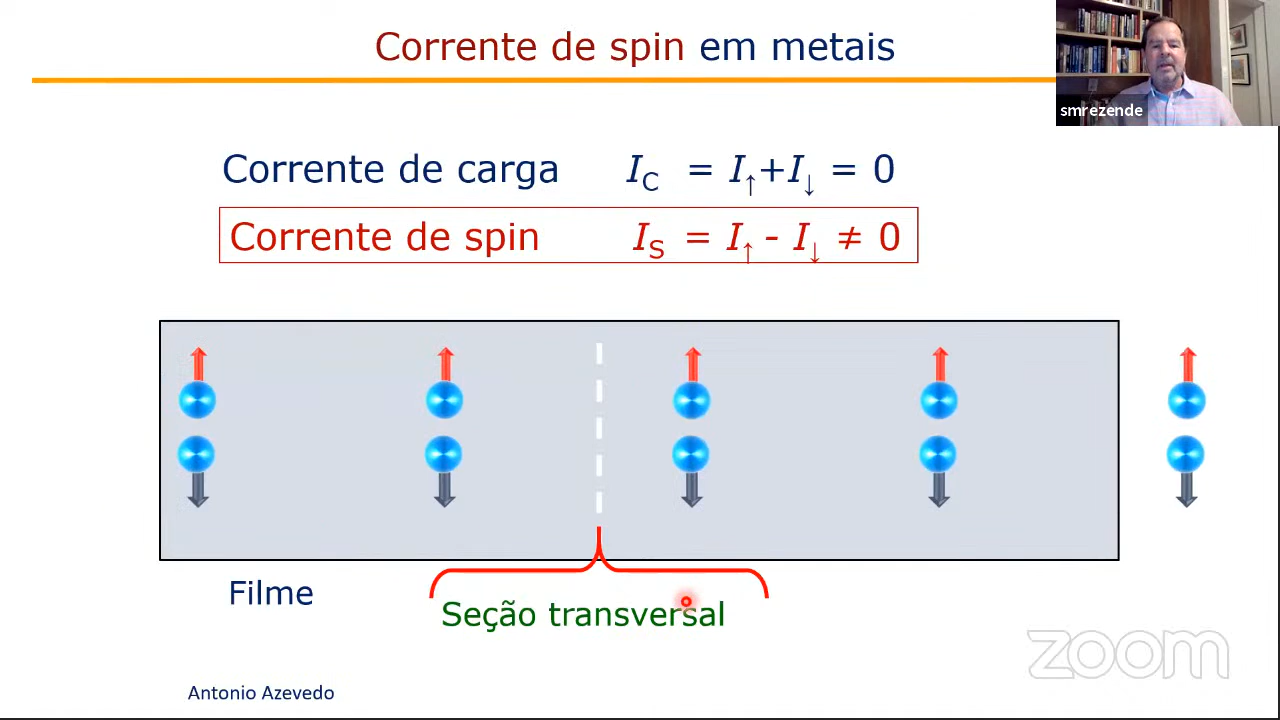 Corrente de spin em metais
smrezende
Corrente de carga I_C = I_↑+I_↓ = 0
Corrente de spin I_S = I_↑ - I_↓ ≠ 0
Filme
Seção transversal
zoom
Antonio Azevedo